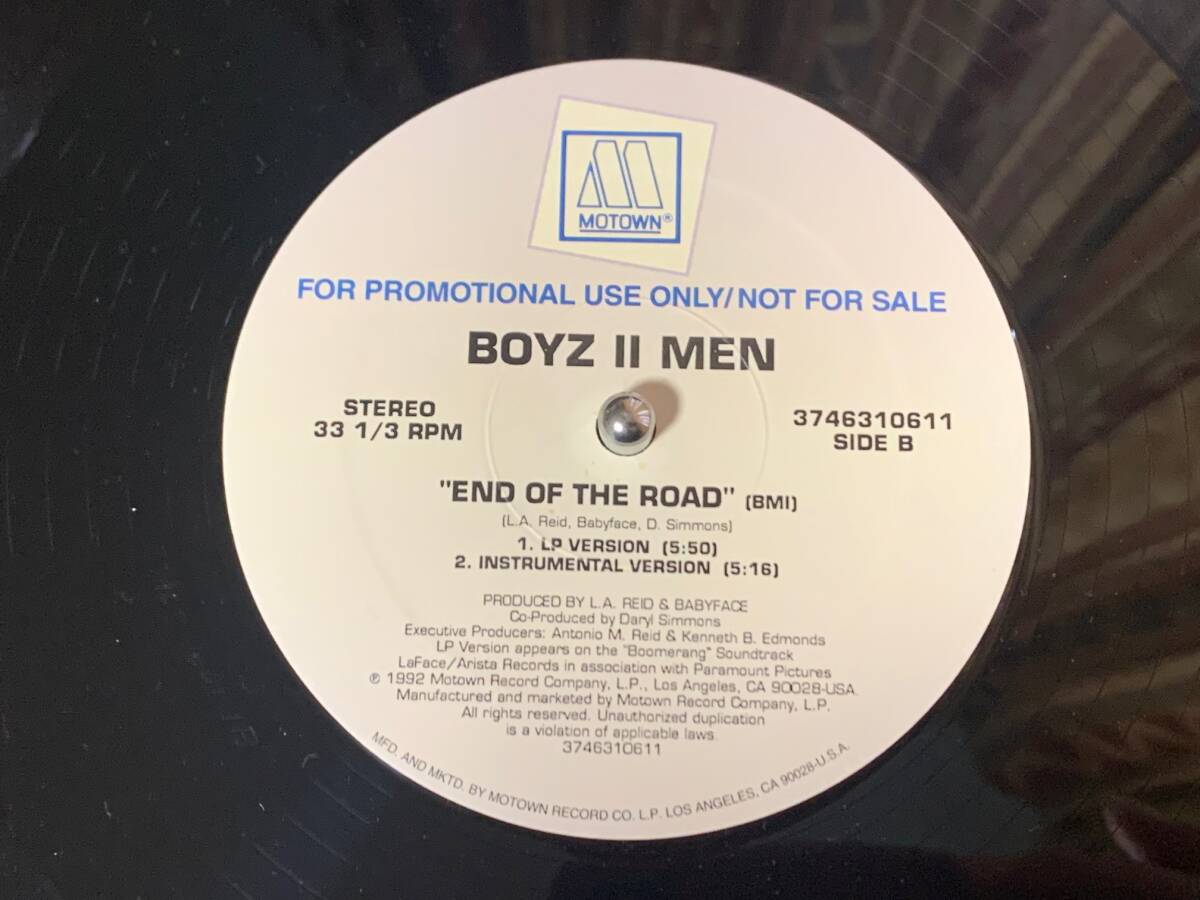 MOTOWN®
FOR PROMOTIONAL USE ONLY/NOT FOR SALE
BOYZ II MEN
STEREO
33 1/3 RPM
3746310611
SIDE B
"END OF THE ROAD" (BMI)
(L.A. Reid, Babyface, D. Simmons)
1. LP VERSION (5:50)
2. INSTRUMENTAL VERSION (5:16)
PRODUCED BY L.A. REID & BABYFACE
Co-Produced by Daryl Simmons
Executive Producers: Antonio M. Reid & Kenneth B. Edmonds
LP Version appears on the "Boomerang" Soundtrack
LaFace/Arista Records in association with Paramount Pictures
℗ 1992 Motown Record Company, L.P., Los Angeles, CA 90028-USA
Manufactured and marketed by Motown Record Company, L.P.
All rights reserved. Unauthorized duplication
is a violation of applicable laws.
3746310611
MFD. AND MKTD. BY MOTOWN RECORD CO. L.P. LOS ANGELES, CA 90028-U.S.A.